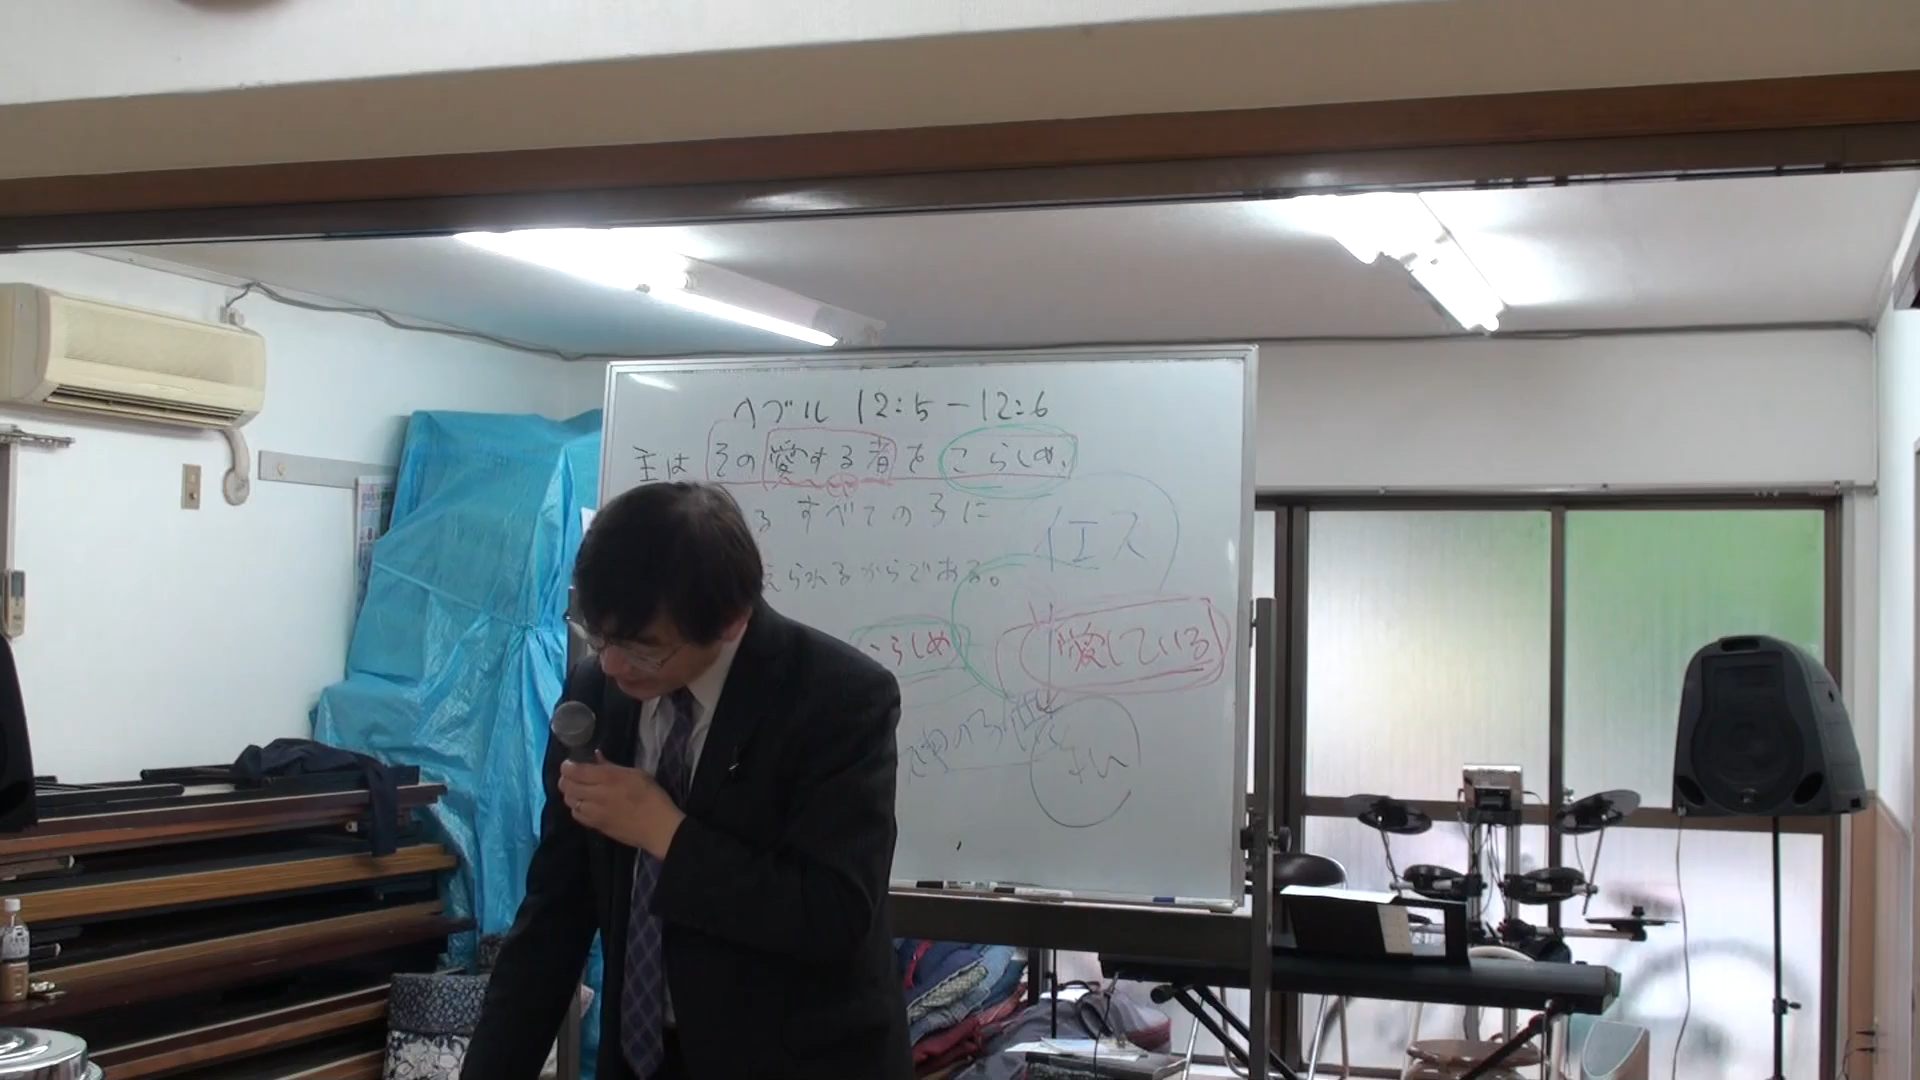 ヘブル 12:5-12:6
主は その愛する者を こらしめ、
る すべての子に
イエス
えられるからである。
らしめ
愛している